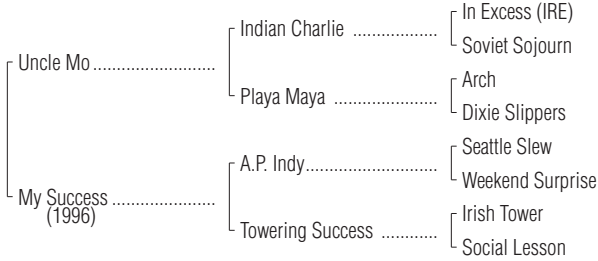 In Excess (IRE)
Indian Charlie ..................
Soviet Sojourn
Uncle Mo .........................
Arch
Playa Maya .....................
Dixie Slippers
Seattle Slew
A.P. Indy..........................
Weekend Surprise
My Success .....................
(1996)
Irish Tower
Towering Success ............
Social Lesson